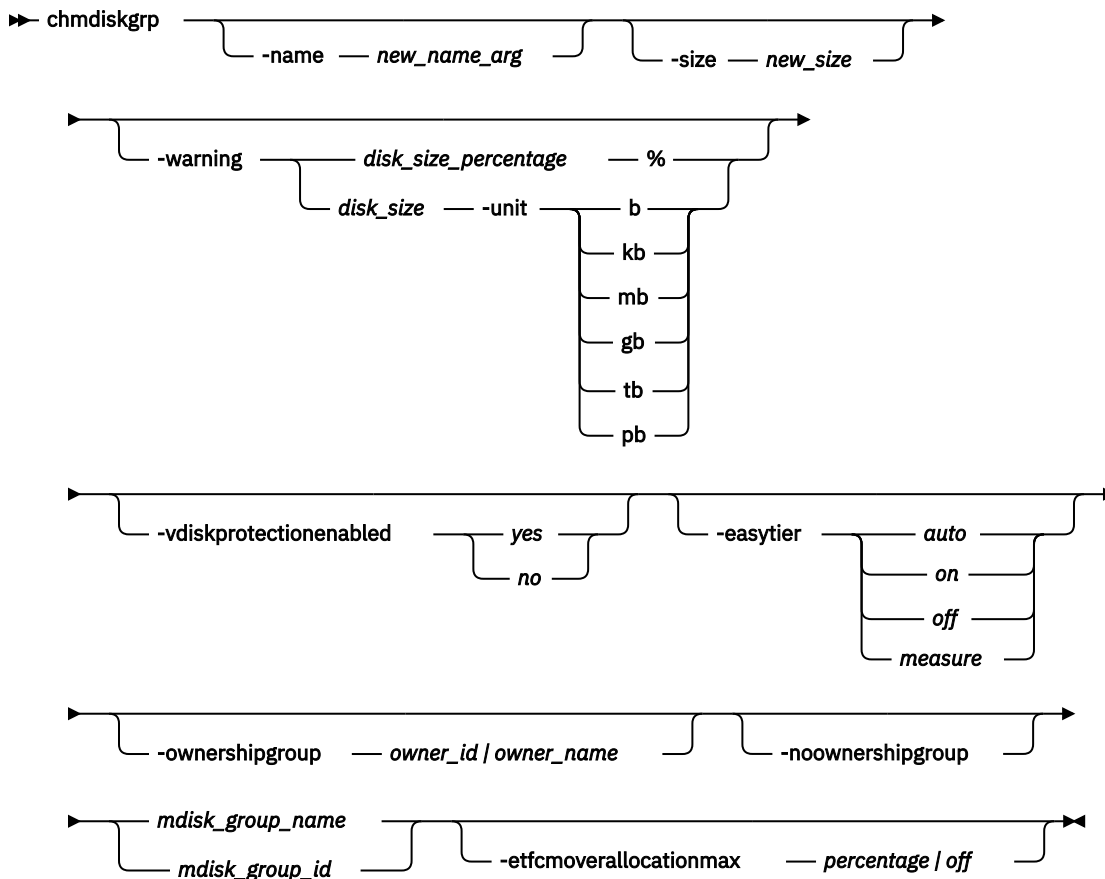 chmdiskgrp
-name new_name_arg
-size new_size
-warning disk_size_percentage %
disk_size -unit b
kb
mb
gb
tb
pb
-vdiskprotectionenabled yes
no
-easytier auto
on
off
measure
-ownershipgroup owner_id | owner_name
-noownershipgroup
mdisk_group_name
mdisk_group_id
-etfcmoverallocationmax percentage | off